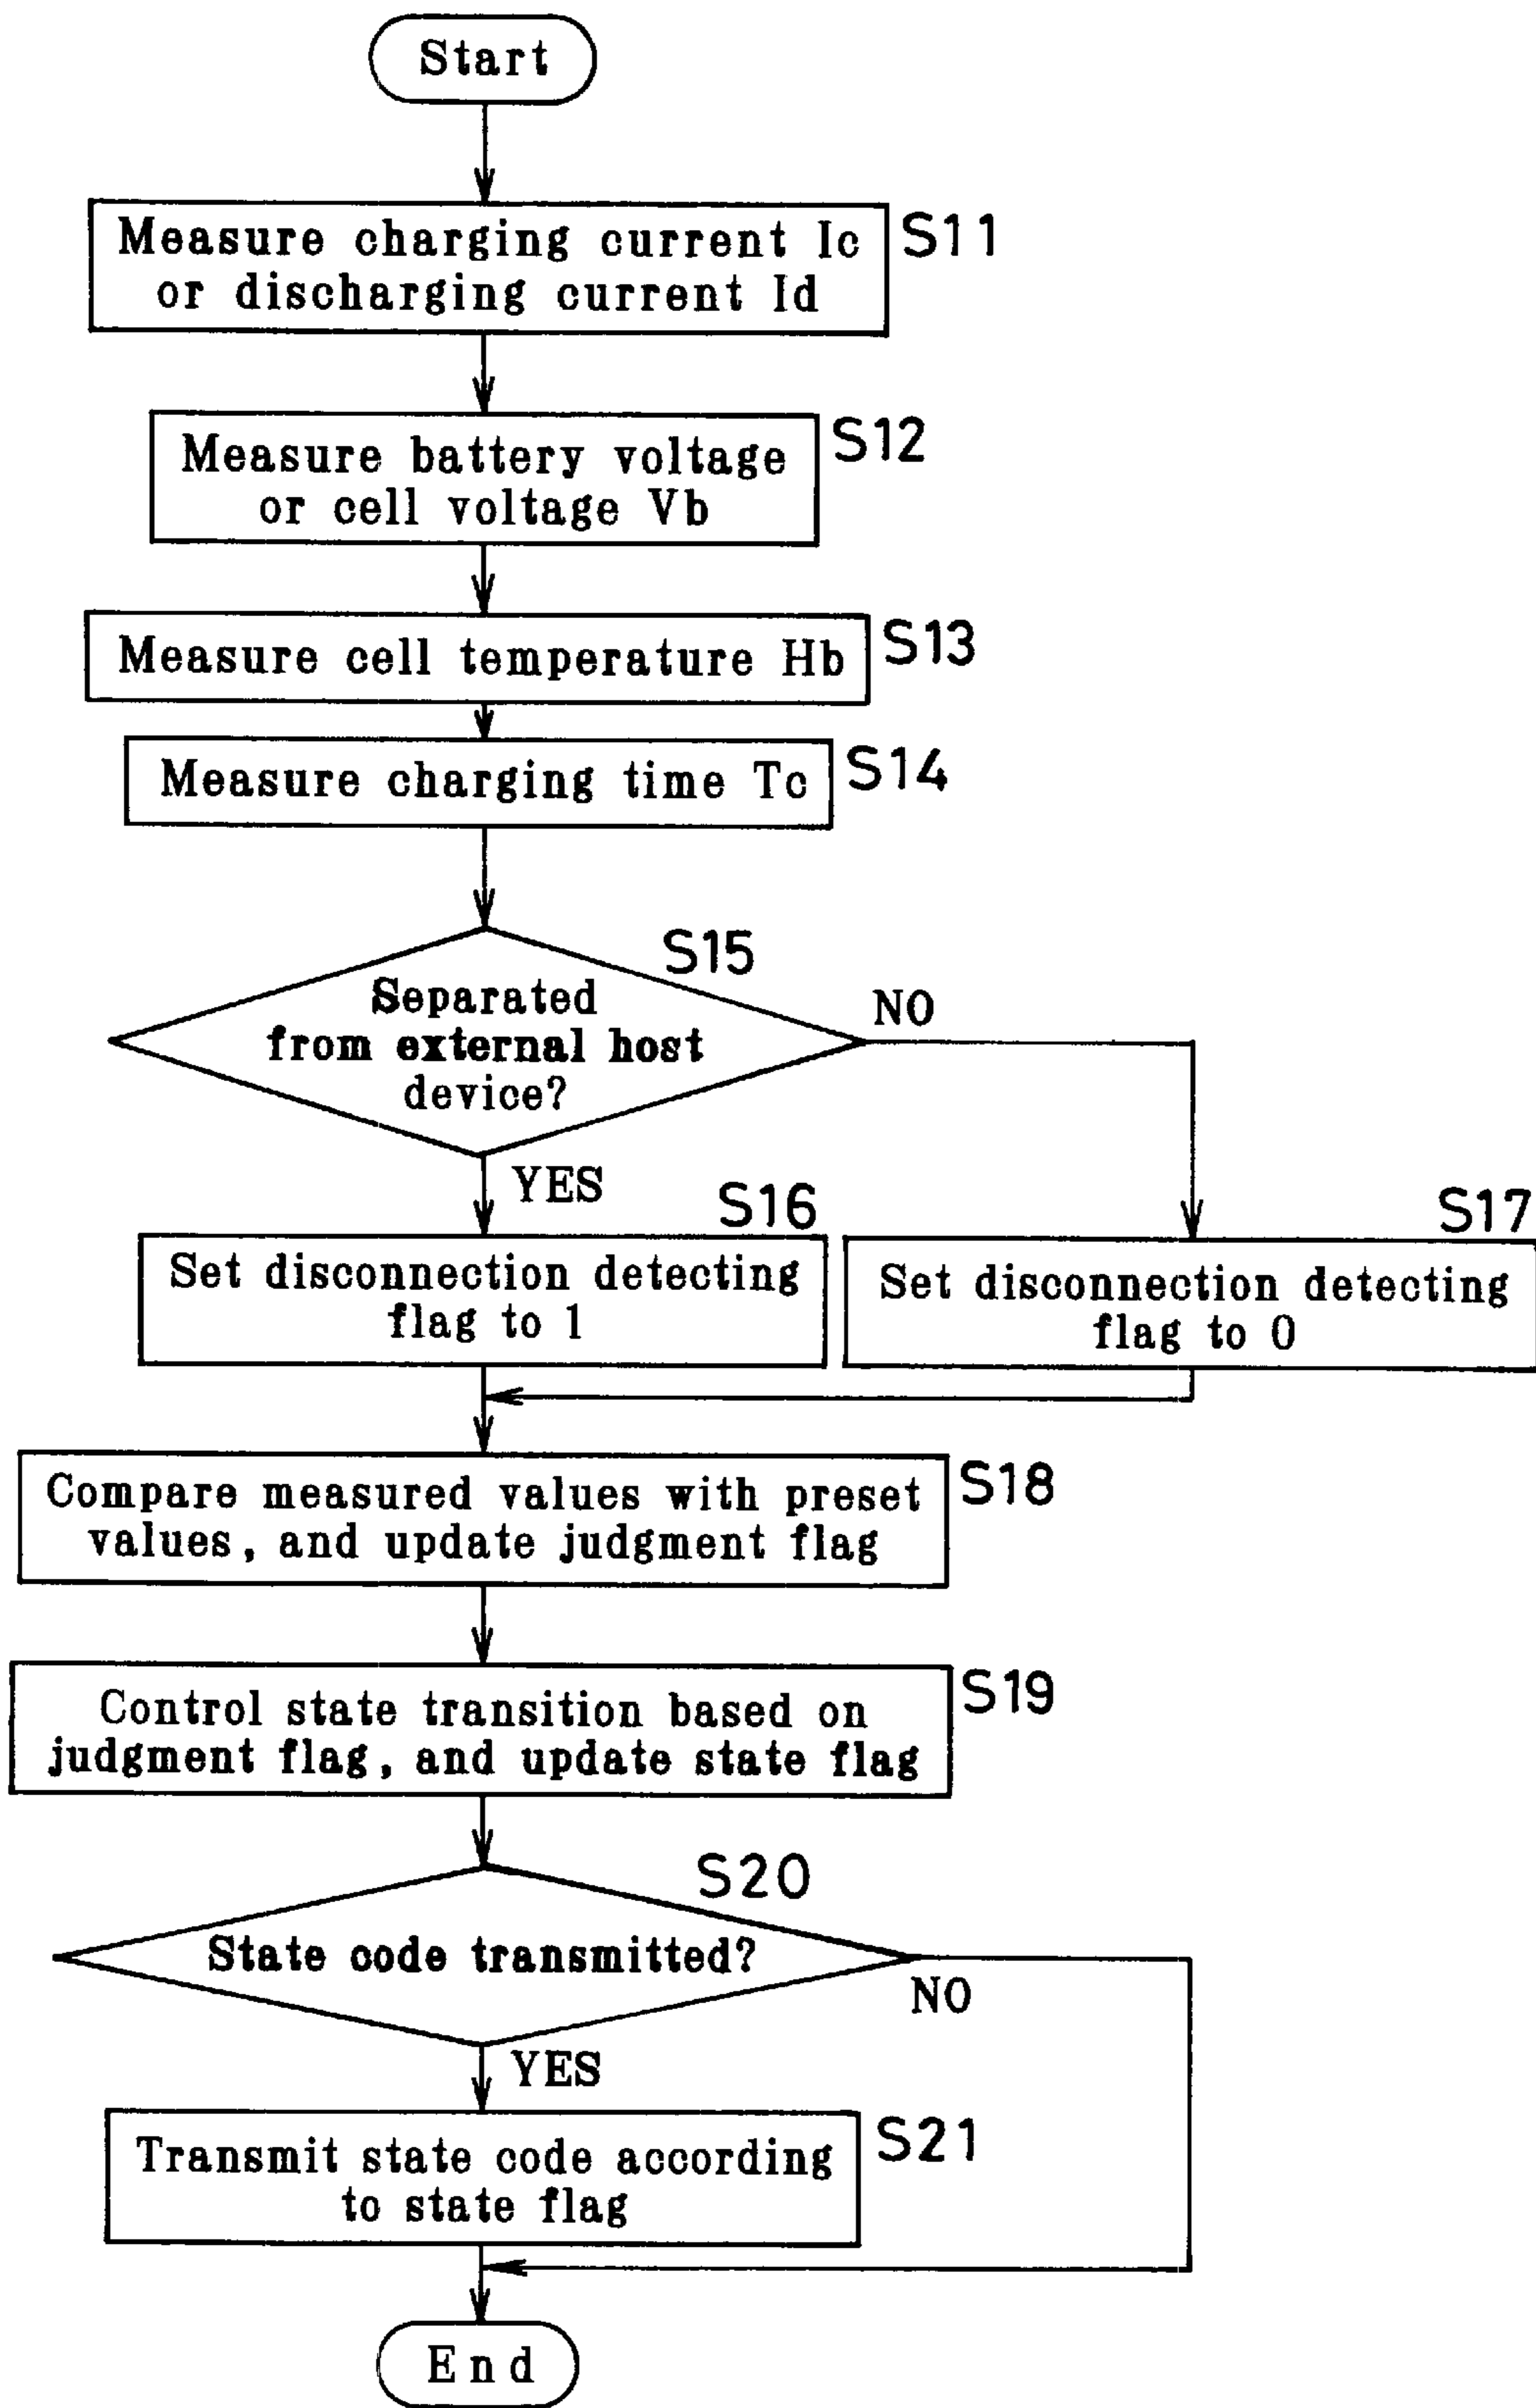 Start
Measure charging current Ic
or discharging current Id
S11
Measure battery voltage
or cell voltage Vb
S12
Measure cell temperature Hb
S13
Measure charging time Tc
S14
S15
Separated
from external host
device?
NO
YES
S16
Set disconnection detecting
flag to 1
S17
Set disconnection detecting
flag to 0
Compare measured values with preset
values, and update judgment flag
S18
Control state transition based on
judgment flag, and update state flag
S19
S20
State code transmitted?
NO
YES
Transmit state code according
to state flag
S21
End